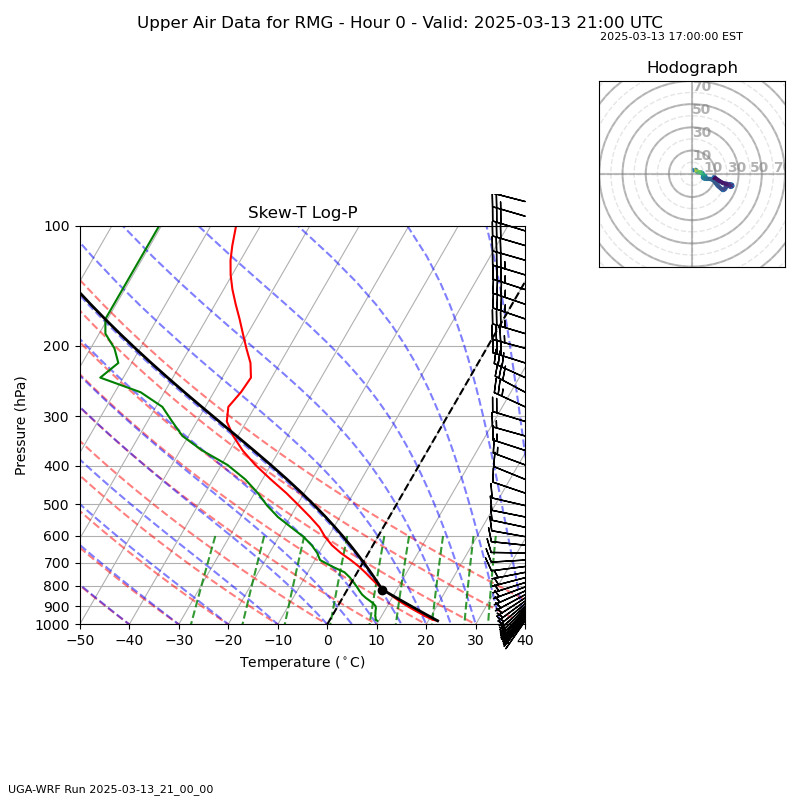 Upper Air Data for RMG - Hour 0 - Valid: 2025-03-13 21:00 UTC
2025-03-13 17:00:00 EST
Hodograph
70
50
30
10
10 30 50 70
Skew-T Log-P
100
200
300
400
500
600
700
800
900
1000
Pressure (hPa)
−50 −40 −30 −20 −10 0 10 20 30 40
Temperature (°C)
UGA-WRF Run 2025-03-13_21_00_00